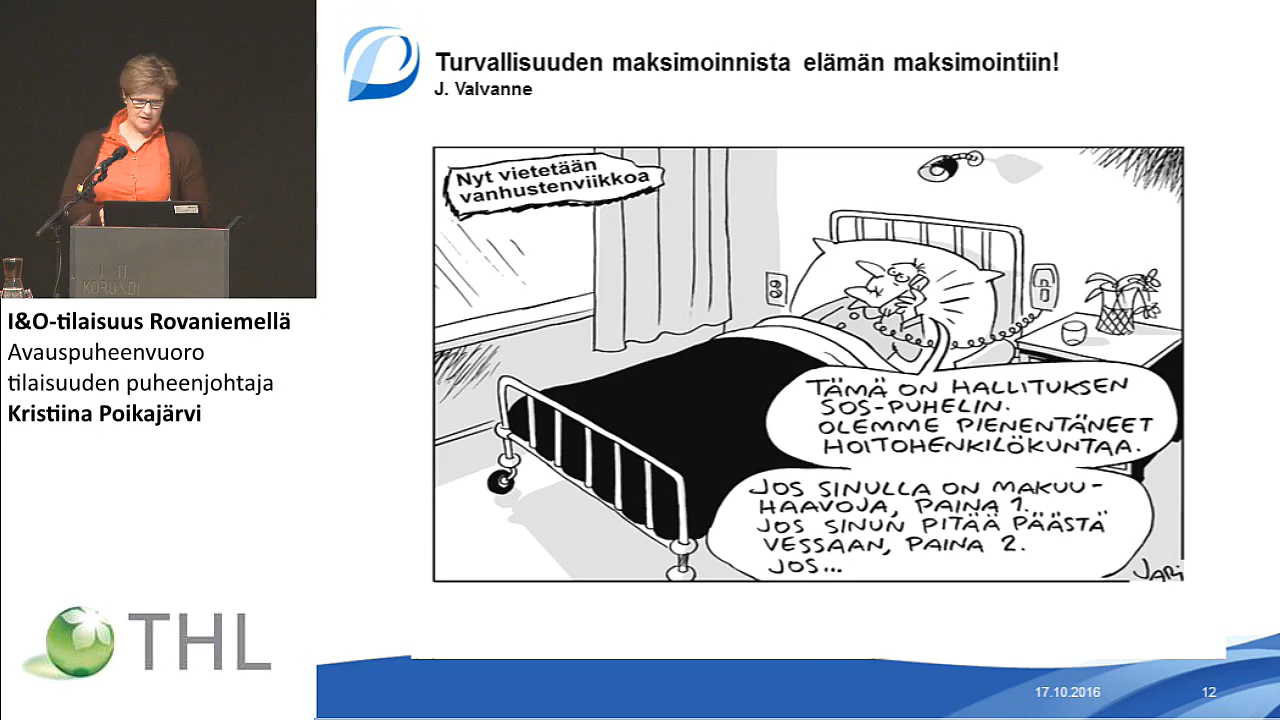 Turvallisuuden maksimoinnista elämän maksimointiin!
J. Valvanne
Nyt vietetään
vanhustenviikkoa
TÄMÄ ON HALLITUKSEN
SOS-PUHELIN.
OLEMME PIENENTÄNEET
HOITOHENKILÖKUNTAA.
JOS SINULLA ON MAKUU-
HAAVOJA, PAINA 1.
JOS SINUN PITÄÄ PÄÄSTÄ
VESSAAN, PAINA 2.
JOS...
JARI
I&O-tilaisuus Rovaniemellä
Avauspuheenvuoro
tilaisuuden puheenjohtaja
Kristiina Poikajärvi
THL
17.10.2016
12